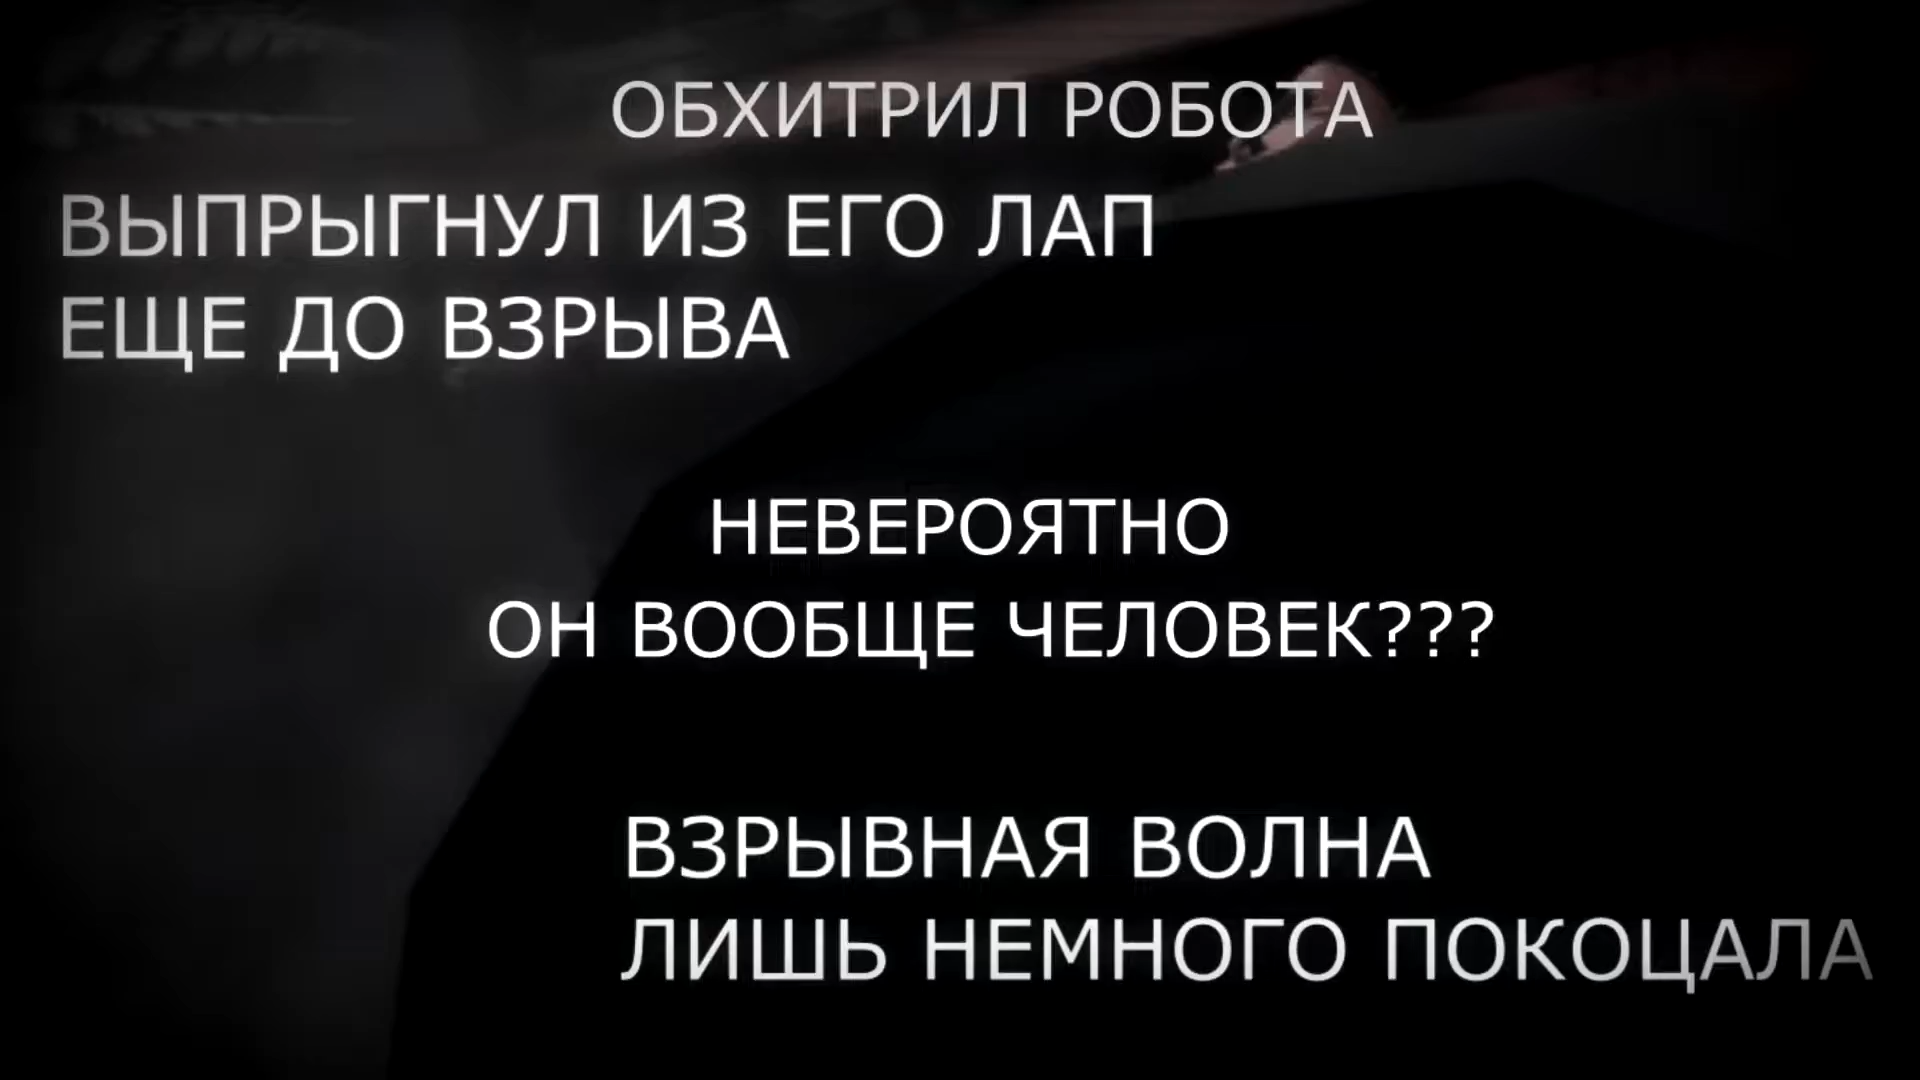 ОБХИТРИЛ РОБОТА
ВЫПРЫГНУЛ ИЗ ЕГО ЛАП
ЕЩЕ ДО ВЗРЫВА
НЕВЕРОЯТНО
ОН ВООБЩЕ ЧЕЛОВЕК???
ВЗРЫВНАЯ ВОЛНА
ЛИШЬ НЕМНОГО ПОКОЦАЛА